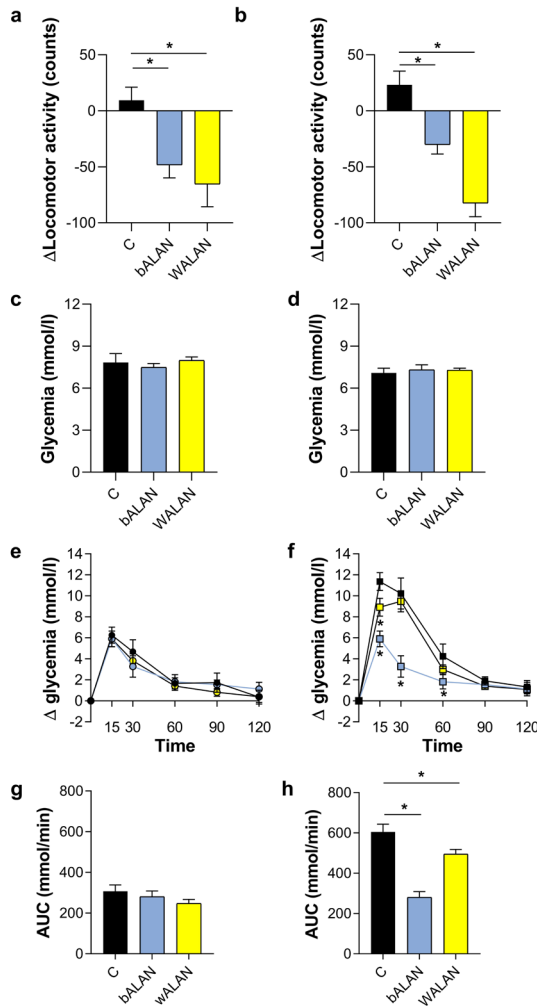 a
b
*
*
*
*
ΔLocomotor activity (counts)
50
0
-50
-100
C
bALAN
WALAN
ΔLocomotor activity (counts)
50
0
-50
-100
C
bALAN
WALAN
c
d
Glycemia (mmol/l)
12
9
6
3
0
C
bALAN
WALAN
Glycemia (mmol/l)
12
9
6
3
0
C
bALAN
WALAN
e
f
Δ glycemia (mmol/l)
14
12
10
8
6
4
2
0
-2
15 30 60 90 120
Time
Δ glycemia (mmol/l)
14
12
10
8
6
4
2
0
-2
*
*
*
*
15 30 60 90 120
Time
g
h
AUC (mmol/min)
800
600
400
200
0
C
bALAN
wALAN
AUC (mmol/min)
800
600
400
200
0
*
*
C
bALAN
WALAN